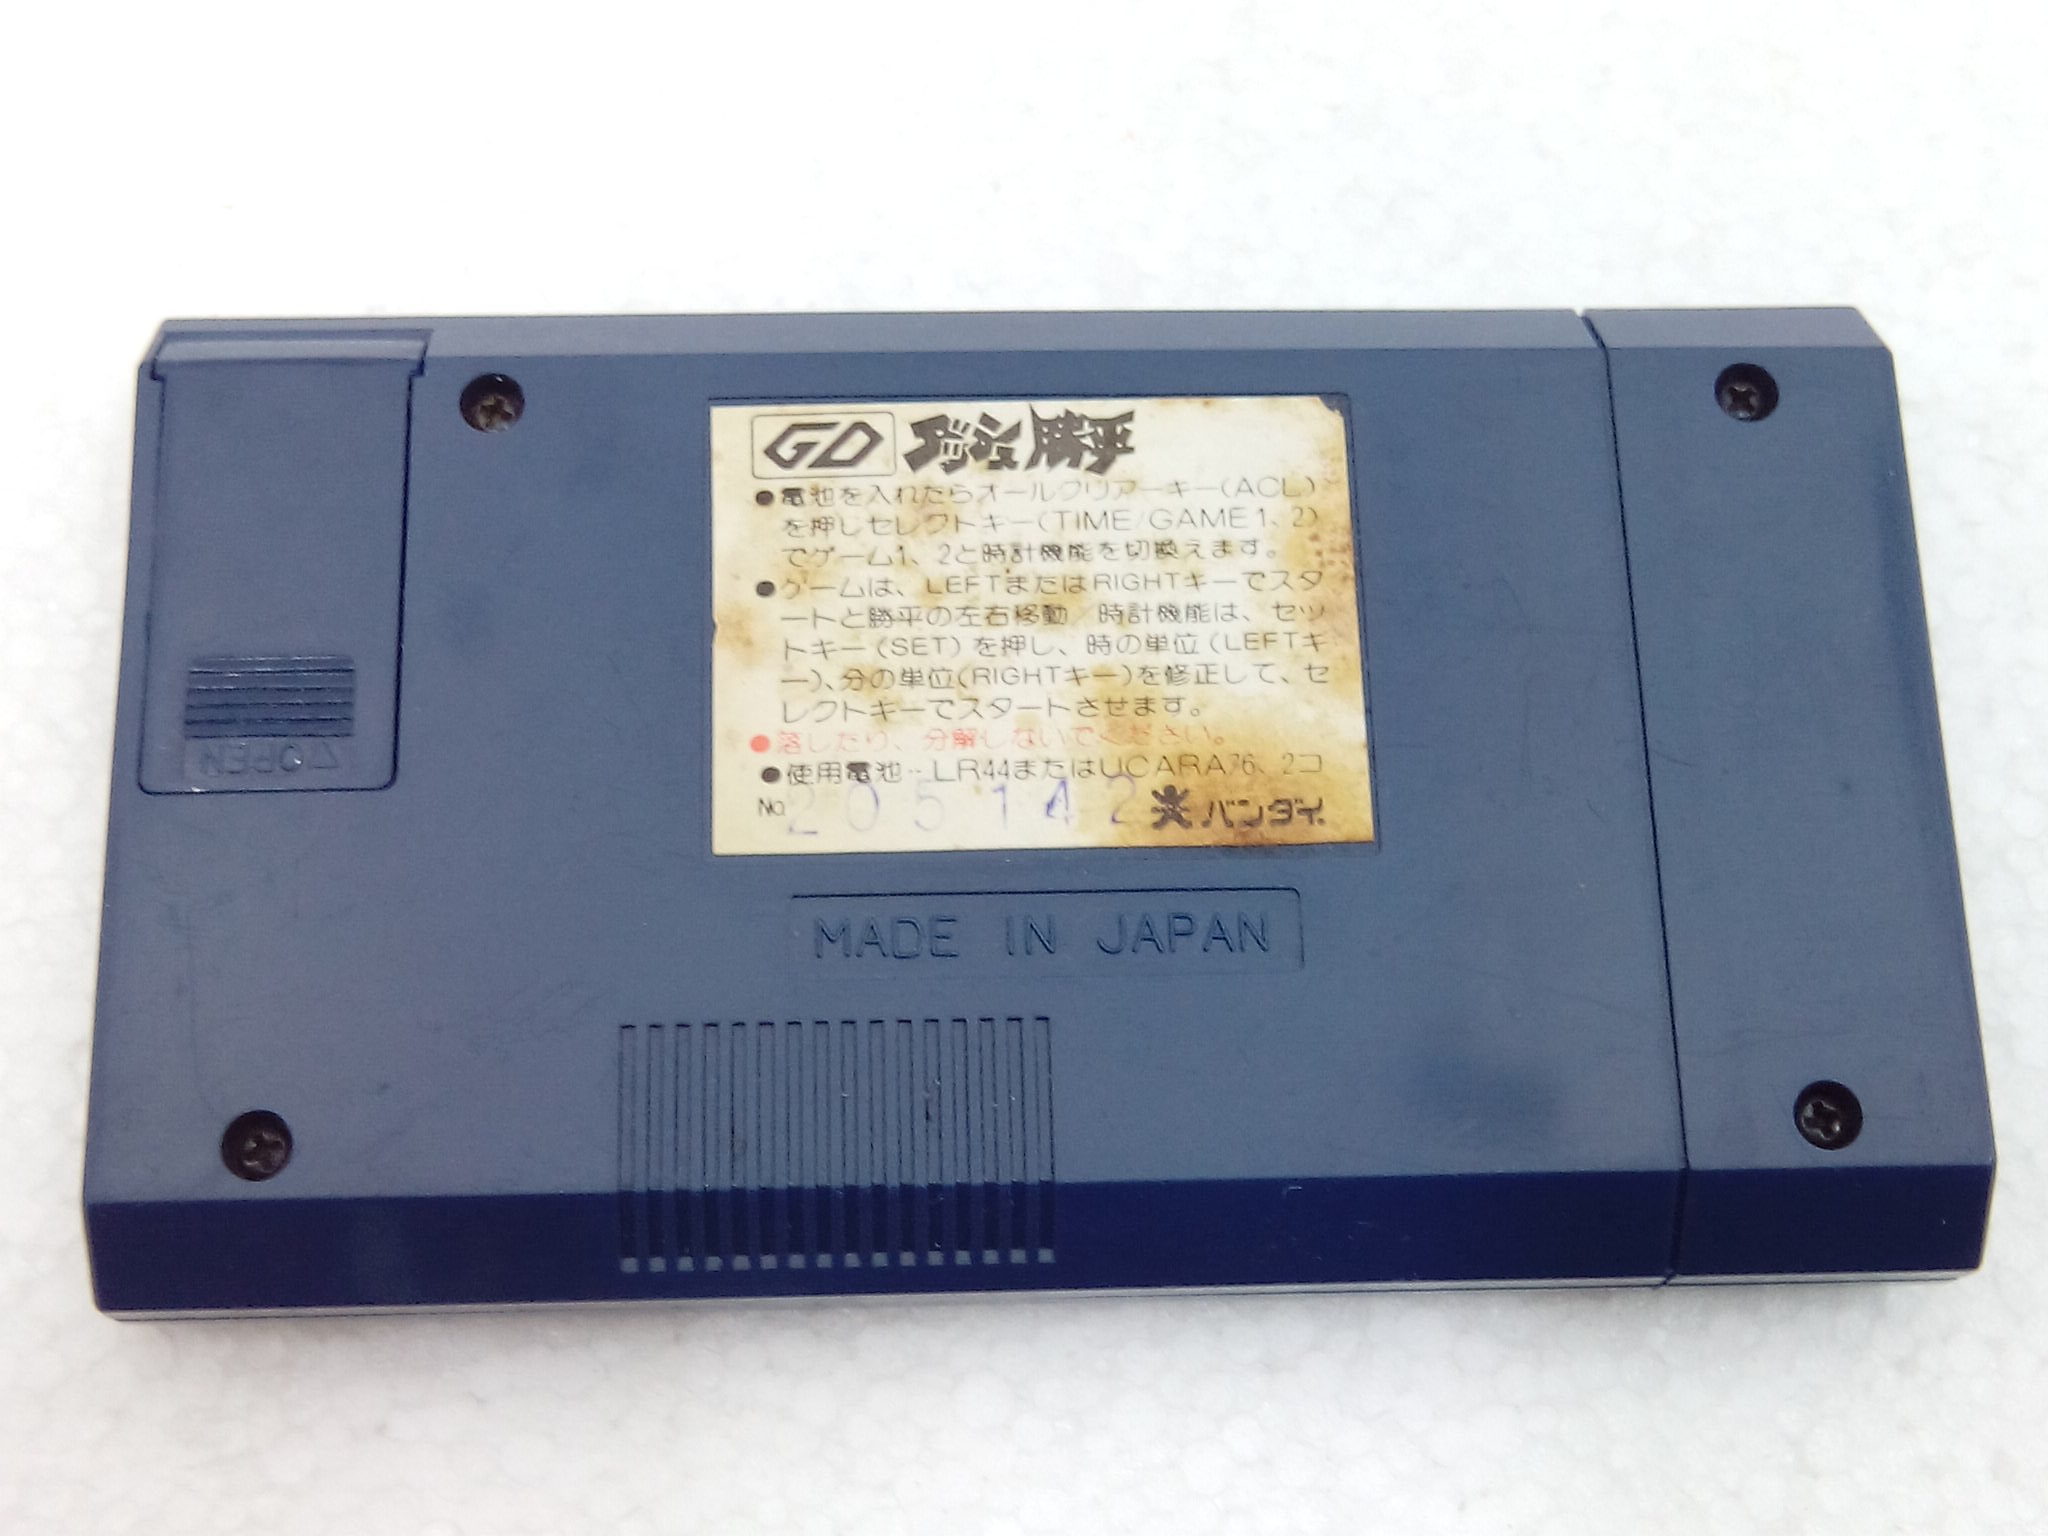 GD ゾンゾン勝平
●電池を入れたらオールクリアーキー(ACL)
を押しセレクトキー(TIME/GAME1、2)
でゲーム1、2と時計機能を切換えます。
●ゲームは、LEFTまたはRIGHTキーでスタ
ートと勝平の左右移動/時計機能は、セッ
トキー(SET)を押し、時の単位(LEFTキ
ー)、分の単位(RIGHTキー)を修正して、セ
レクトキーでスタートさせます。
●落したり、分解しないでください。
●使用電池‥LR44またはUCARA76、2コ
No. 205142 バンダイ
OPEN
MADE IN JAPAN